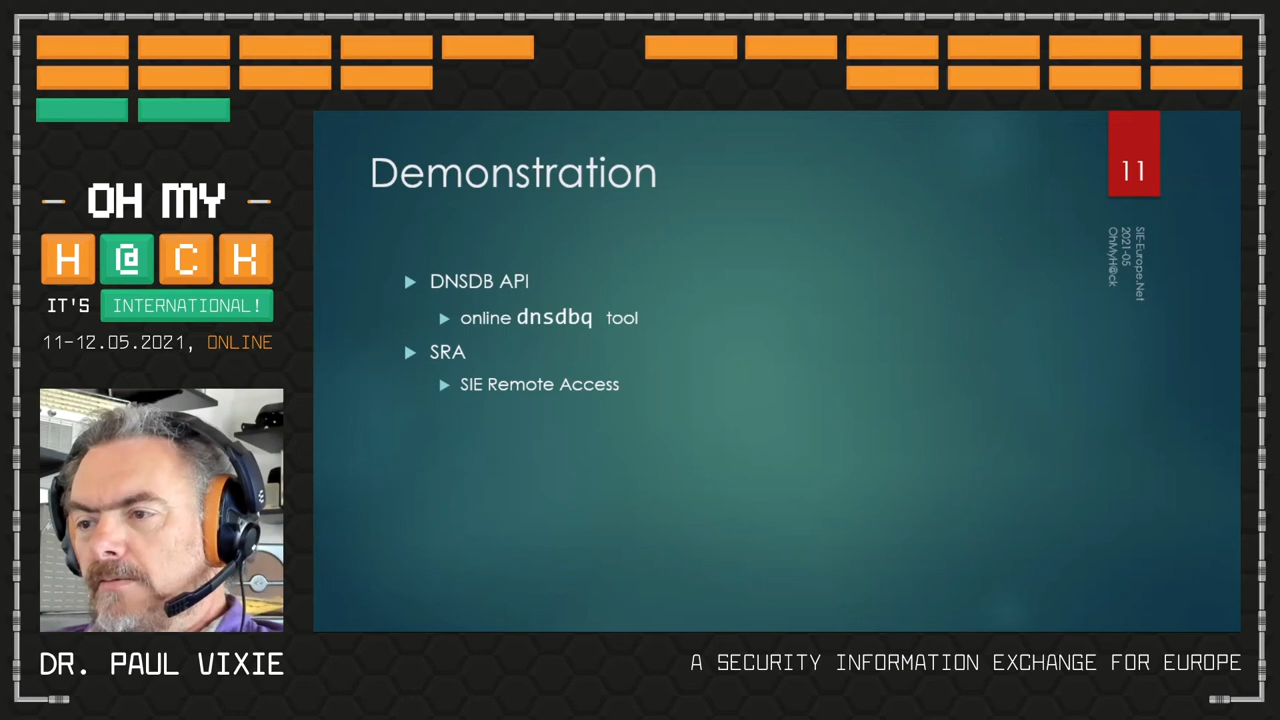 OH MY
H@CK
IT'S INTERNATIONAL!
11-12.05.2021, ONLINE
DR. PAUL VIXIE
Demonstration
DNSDB API
online dnsdbq tool
SRA
SIE Remote Access
11
SIE-Europe.Net
2021-05
OhMyH@ck
A SECURITY INFORMATION EXCHANGE FOR EUROPE